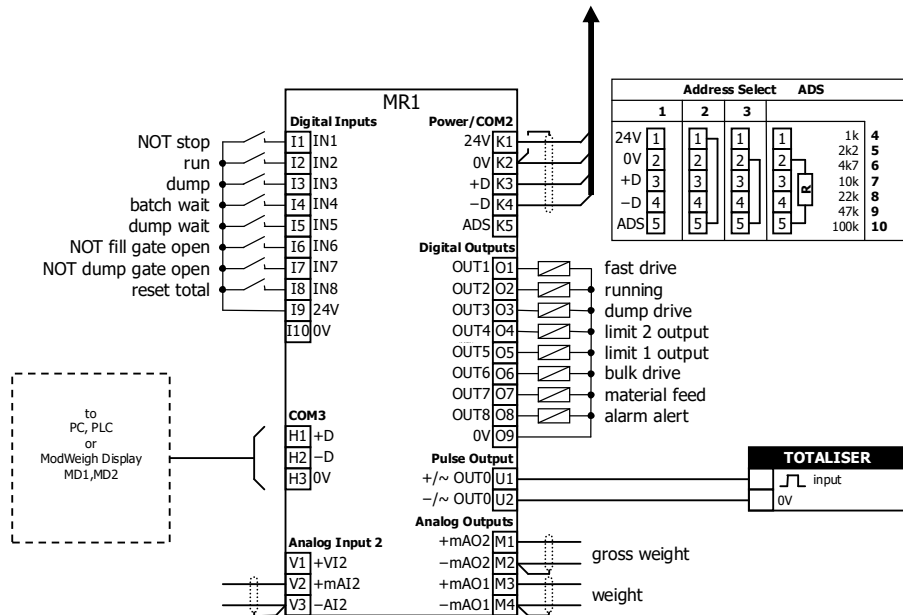 MR1
Digital Inputs
NOT stop I1 IN1
run I2 IN2
dump I3 IN3
batch wait I4 IN4
dump wait I5 IN5
NOT fill gate open I6 IN6
NOT dump gate open I7 IN7
reset total I8 IN8
I9 24V
I10 0V
to
PC, PLC
or
ModWeigh Display
MD1,MD2
COM3
H1 +D
H2 −D
H3 0V
Analog Input 2
V1 +VI2
V2 +mAI2
V3 −AI2
Power/COM2
24V K1
0V K2
+D K3
−D K4
ADS K5
Digital Outputs
OUT1 O1 fast drive
OUT2 O2 running
OUT3 O3 dump drive
OUT4 O4 limit 2 output
OUT5 O5 limit 1 output
OUT6 O6 bulk drive
OUT7 O7 material feed
OUT8 O8 alarm alert
0V O9
Pulse Output
+/~ OUT0 U1
−/~ OUT0 U2
Analog Outputs
+mAO2 M1
−mAO2 M2
gross weight
+mAO1 M3
−mAO1 M4
weight
Address Select ADS
1 2 3
24V 1 1 1 1 1k 4
0V 2 2 2 2 2k2 5
+D 3 3 3 3 4k7 6
−D 4 4 4 4 10k 7
ADS 5 5 5 5 22k 8
47k 9
100k 10
R
TOTALISER
input
0V